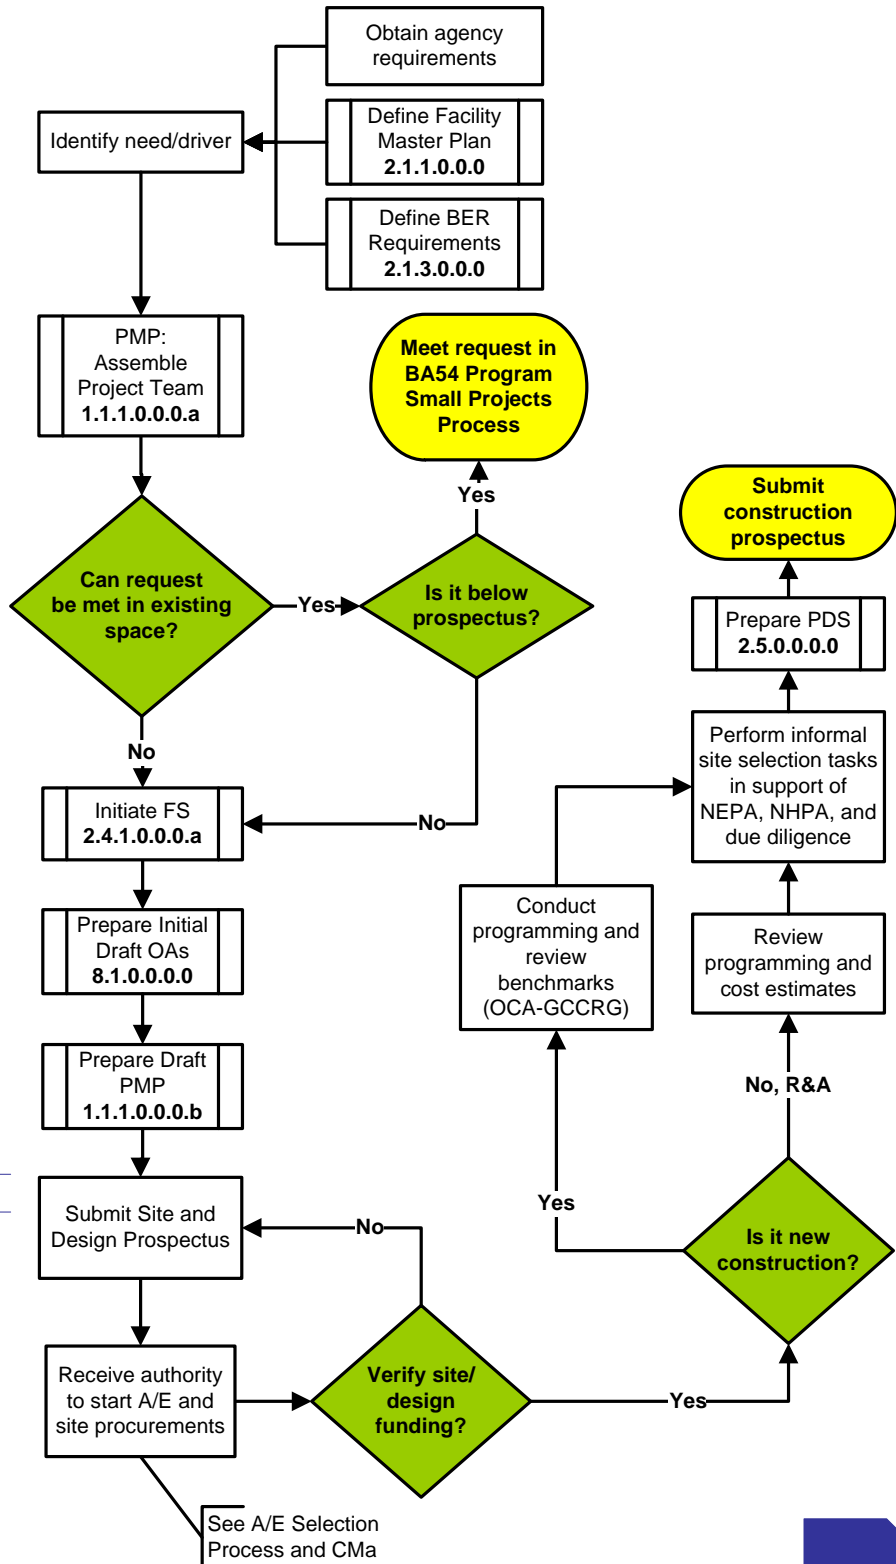 Obtain agency
requirements
Identify need/driver
Define Facility
Master Plan
2.1.1.0.0.0
Define BER
Requirements
2.1.3.0.0.0
PMP:
Assemble
Project Team
1.1.1.0.0.0.a
Meet request in
BA54 Program
Small Projects
Process
Yes
Can request
be met in existing
space?
Yes
Is it below
prospectus?
No
No
Initiate FS
2.4.1.0.0.0.a
Prepare Initial
Draft OAs
8.1.0.0.0.0
Prepare Draft
PMP
1.1.1.0.0.0.b
Submit Site and
Design Prospectus
No
Receive authority
to start A/E and
site procurements
Verify site/
design
funding?
Yes
See A/E Selection
Process and CMa
Submit
construction
prospectus
Prepare PDS
2.5.0.0.0.0
Perform informal
site selection tasks
in support of
NEPA, NHPA, and
due diligence
Conduct
programming and
review
benchmarks
(OCA-GCCRG)
Review
programming and
cost estimates
No, R&A
Yes
Is it new
construction?